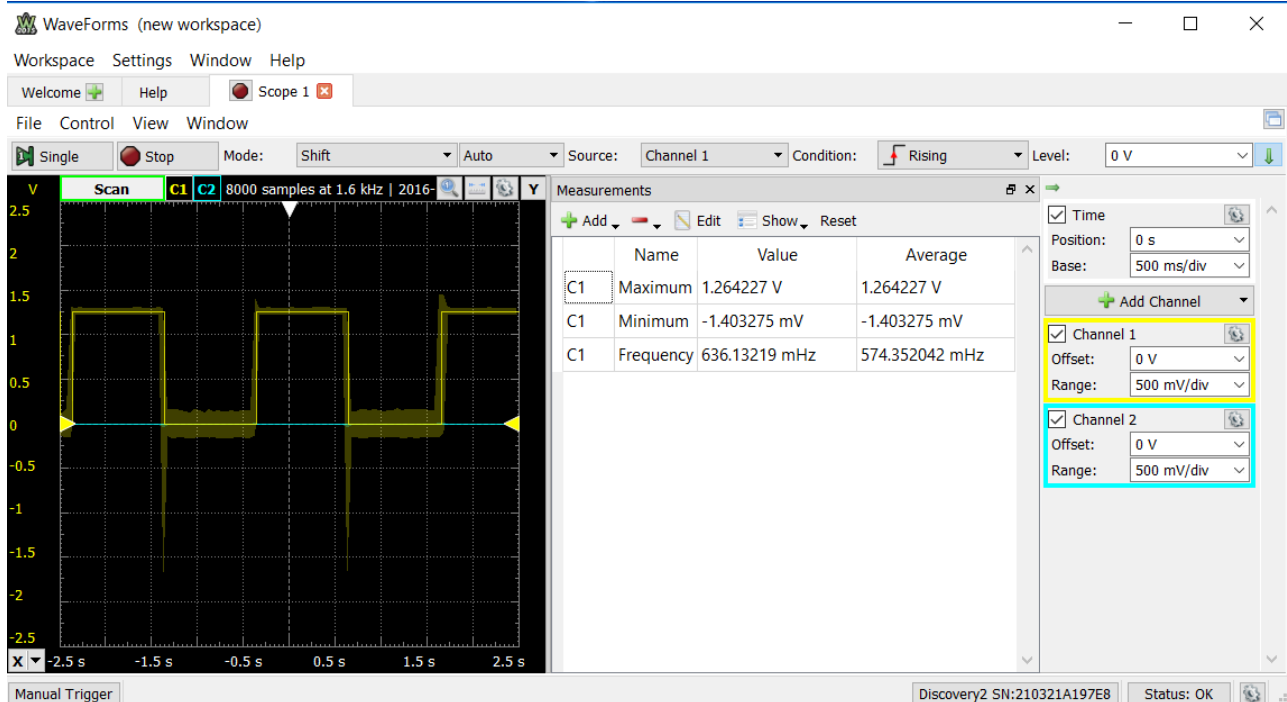 WaveForms (new workspace)
Workspace Settings Window Help
Welcome Help Scope 1
File Control View Window
Single Stop Mode: Shift Auto Source: Channel 1 Condition: Rising Level: 0 V
V Scan C1 C2 8000 samples at 1.6 kHz | 2016- Y
2.5
2
1.5
1
0.5
0
-0.5
-1
-1.5
-2
-2.5
X -2.5 s -1.5 s -0.5 s 0.5 s 1.5 s 2.5 s
Measurements
Add Edit Show Reset
Name Value Average
C1 Maximum 1.264227 V 1.264227 V
C1 Minimum -1.403275 mV -1.403275 mV
C1 Frequency 636.13219 mHz 574.352042 mHz
Time
Position: 0 s
Base: 500 ms/div
Add Channel
Channel 1
Offset: 0 V
Range: 500 mV/div
Channel 2
Offset: 0 V
Range: 500 mV/div
Manual Trigger Discovery2 SN:210321A197E8 Status: OK